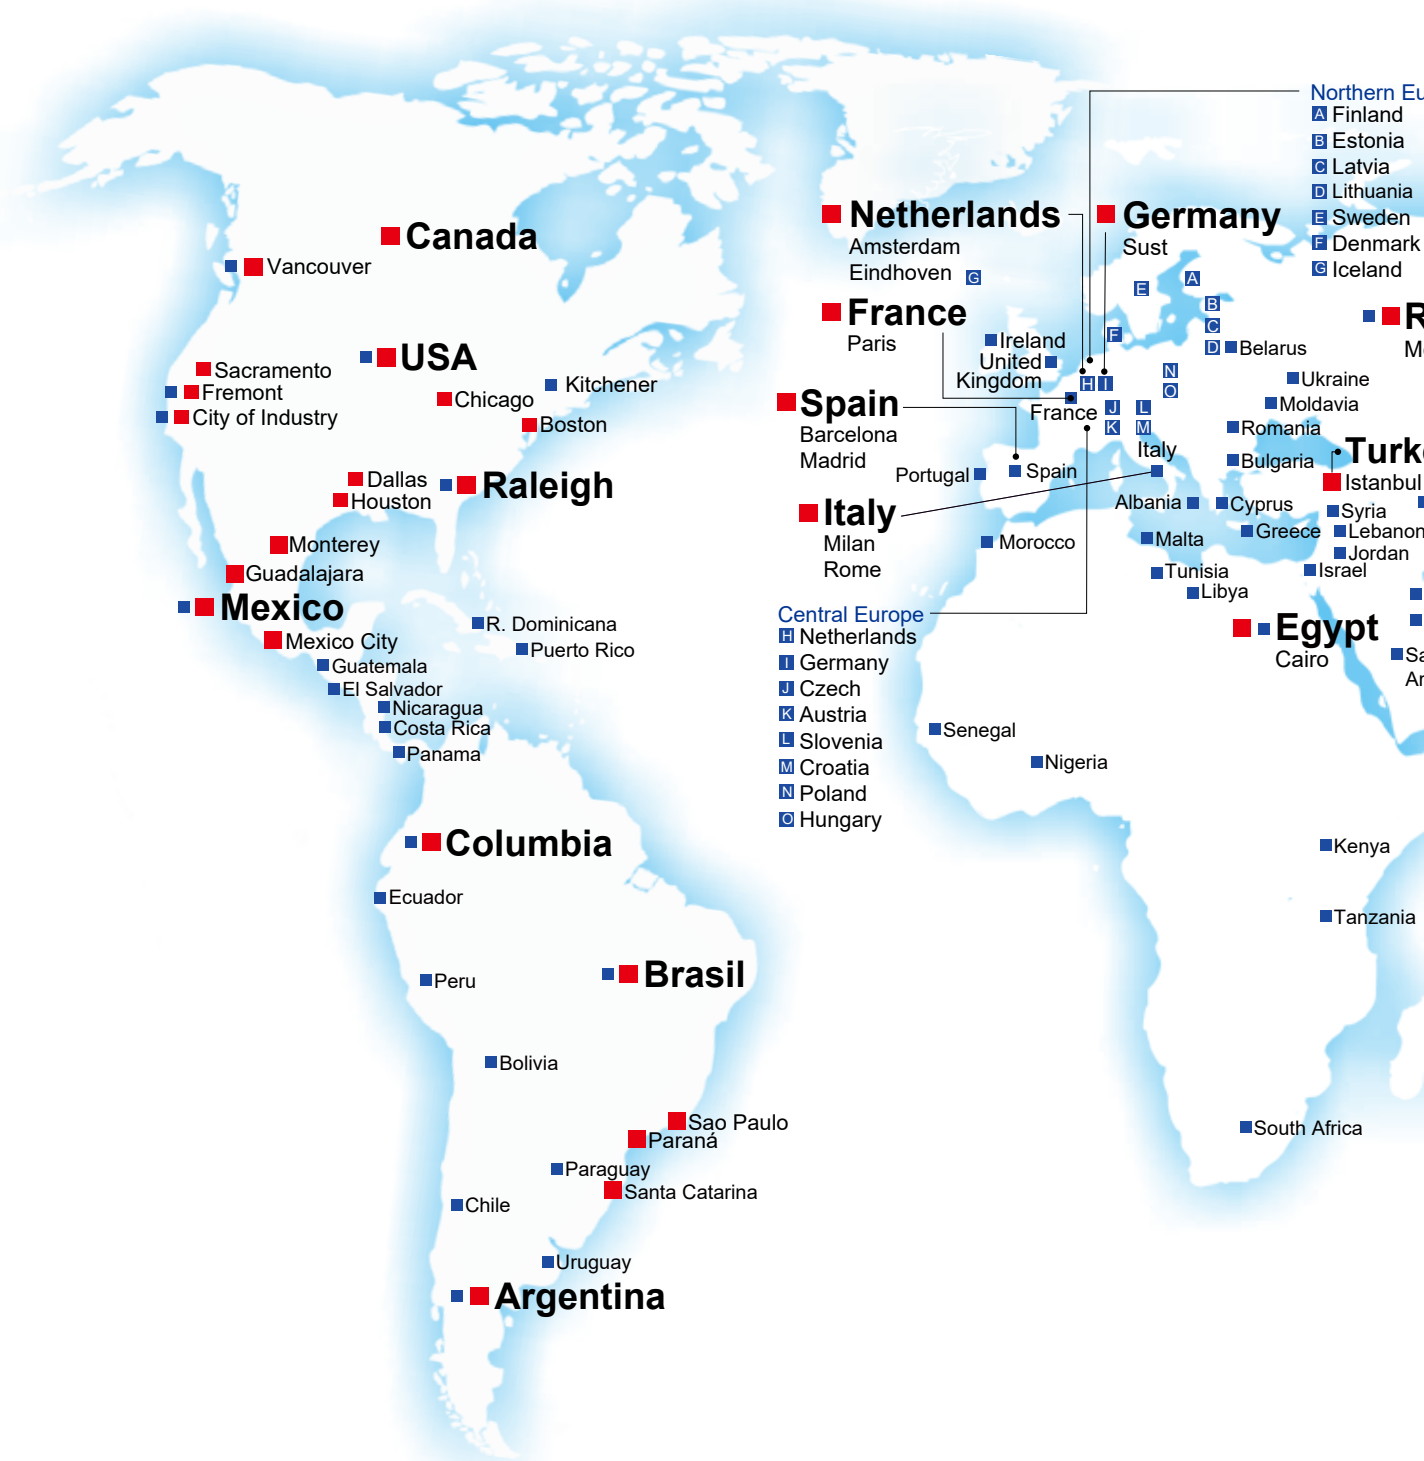 Canada
Vancouver
USA
Sacramento
Fremont
City of Industry
Chicago
Kitchener
Boston
Dallas
Houston
Raleigh
Monterey
Guadalajara
Mexico
Mexico City
R. Dominicana
Puerto Rico
Guatemala
El Salvador
Nicaragua
Costa Rica
Panama
Columbia
Ecuador
Peru
Brasil
Bolivia
Sao Paulo
Paraná
Paraguay
Santa Catarina
Chile
Uruguay
Argentina
Netherlands
Amsterdam
Eindhoven
France
Paris
Spain
Barcelona
Madrid
Italy
Milan
Rome
Germany
Sust
Northern Eu
A Finland
B Estonia
C Latvia
D Lithuania
E Sweden
F Denmark
G Iceland
G
E
A
B
C
D
F
Belarus
R
M
Ireland
United
Kingdom
H
I
N
O
J
L
K
M
France
Italy
Ukraine
Moldavia
Romania
Bulgaria
Turk
Istanbul
Portugal
Spain
Albania
Cyprus
Syria
Greece
Lebanon
Jordan
Israel
Morocco
Malta
Tunisia
Libya
Egypt
Cairo
Sa
Ar
Central Europe
H Netherlands
I Germany
J Czech
K Austria
L Slovenia
M Croatia
N Poland
O Hungary
Senegal
Nigeria
Kenya
Tanzania
South Africa